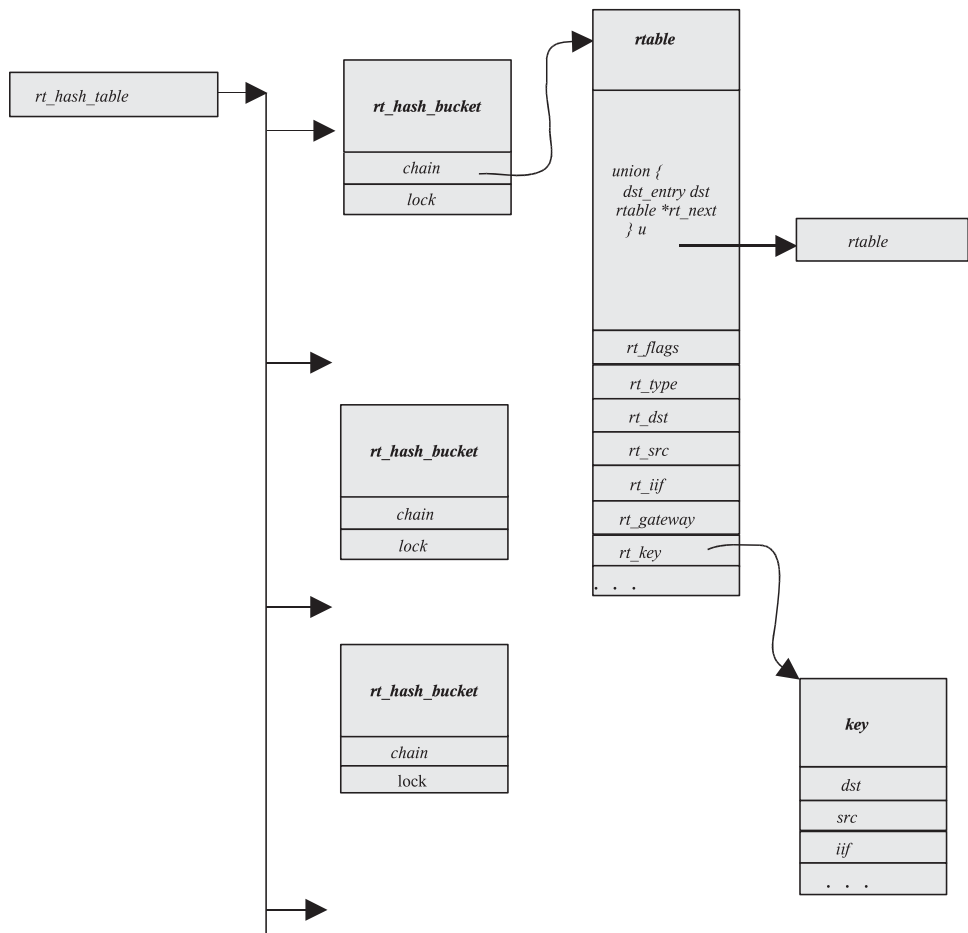 rt_hash_table
rt_hash_bucket
chain
lock
rtable
union {
dst_entry dst
rtable *rt_next
} u
rtable
rt_flags
rt_type
rt_dst
rt_src
rt_iif
rt_gateway
rt_key
. . .
rt_hash_bucket
chain
lock
rt_hash_bucket
chain
lock
key
dst
src
iif
. . .